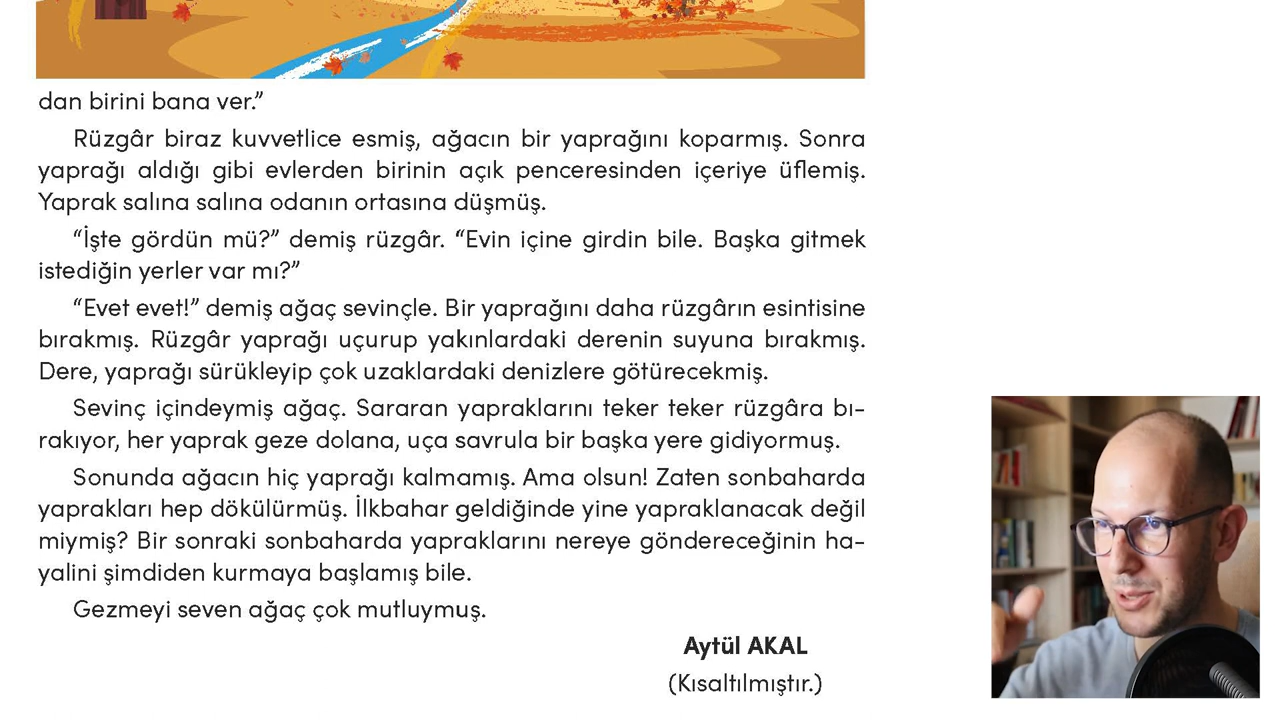 dan birini bana ver.”
Rüzgâr biraz kuvvetlice esmiş, ağacın bir yaprağını koparmış. Sonra
yaprağı aldığı gibi evlerden birinin açık penceresinden içeriye üflemiş.
Yaprak salına salına odanın ortasına düşmüş.
“İşte gördün mü?” demiş rüzgâr. “Evin içine girdin bile. Başka gitmek
istediğin yerler var mı?”
“Evet evet!” demiş ağaç sevinçle. Bir yaprağını daha rüzgârın esintisine
bırakmış. Rüzgâr yaprağı uçurup yakınlardaki derenin suyuna bırakmış.
Dere, yaprağı sürükleyip çok uzaklardaki denizlere götürecekmiş.
Sevinç içindeymiş ağaç. Sararan yapraklarını teker teker rüzgâra bı-
rakıyor, her yaprak geze dolana, uça savrula bir başka yere gidiyormuş.
Sonunda ağacın hiç yaprağı kalmamış. Ama olsun! Zaten sonbaharda
yaprakları hep dökülürmüş. İlkbahar geldiğinde yine yapraklanacak değil
miymiş? Bir sonraki sonbaharda yapraklarını nereye göndereceğinin ha-
yalini şimdiden kurmaya başlamış bile.
Gezmeyi seven ağaç çok mutluymuş.
Aytül AKAL
(Kısaltılmıştır.)